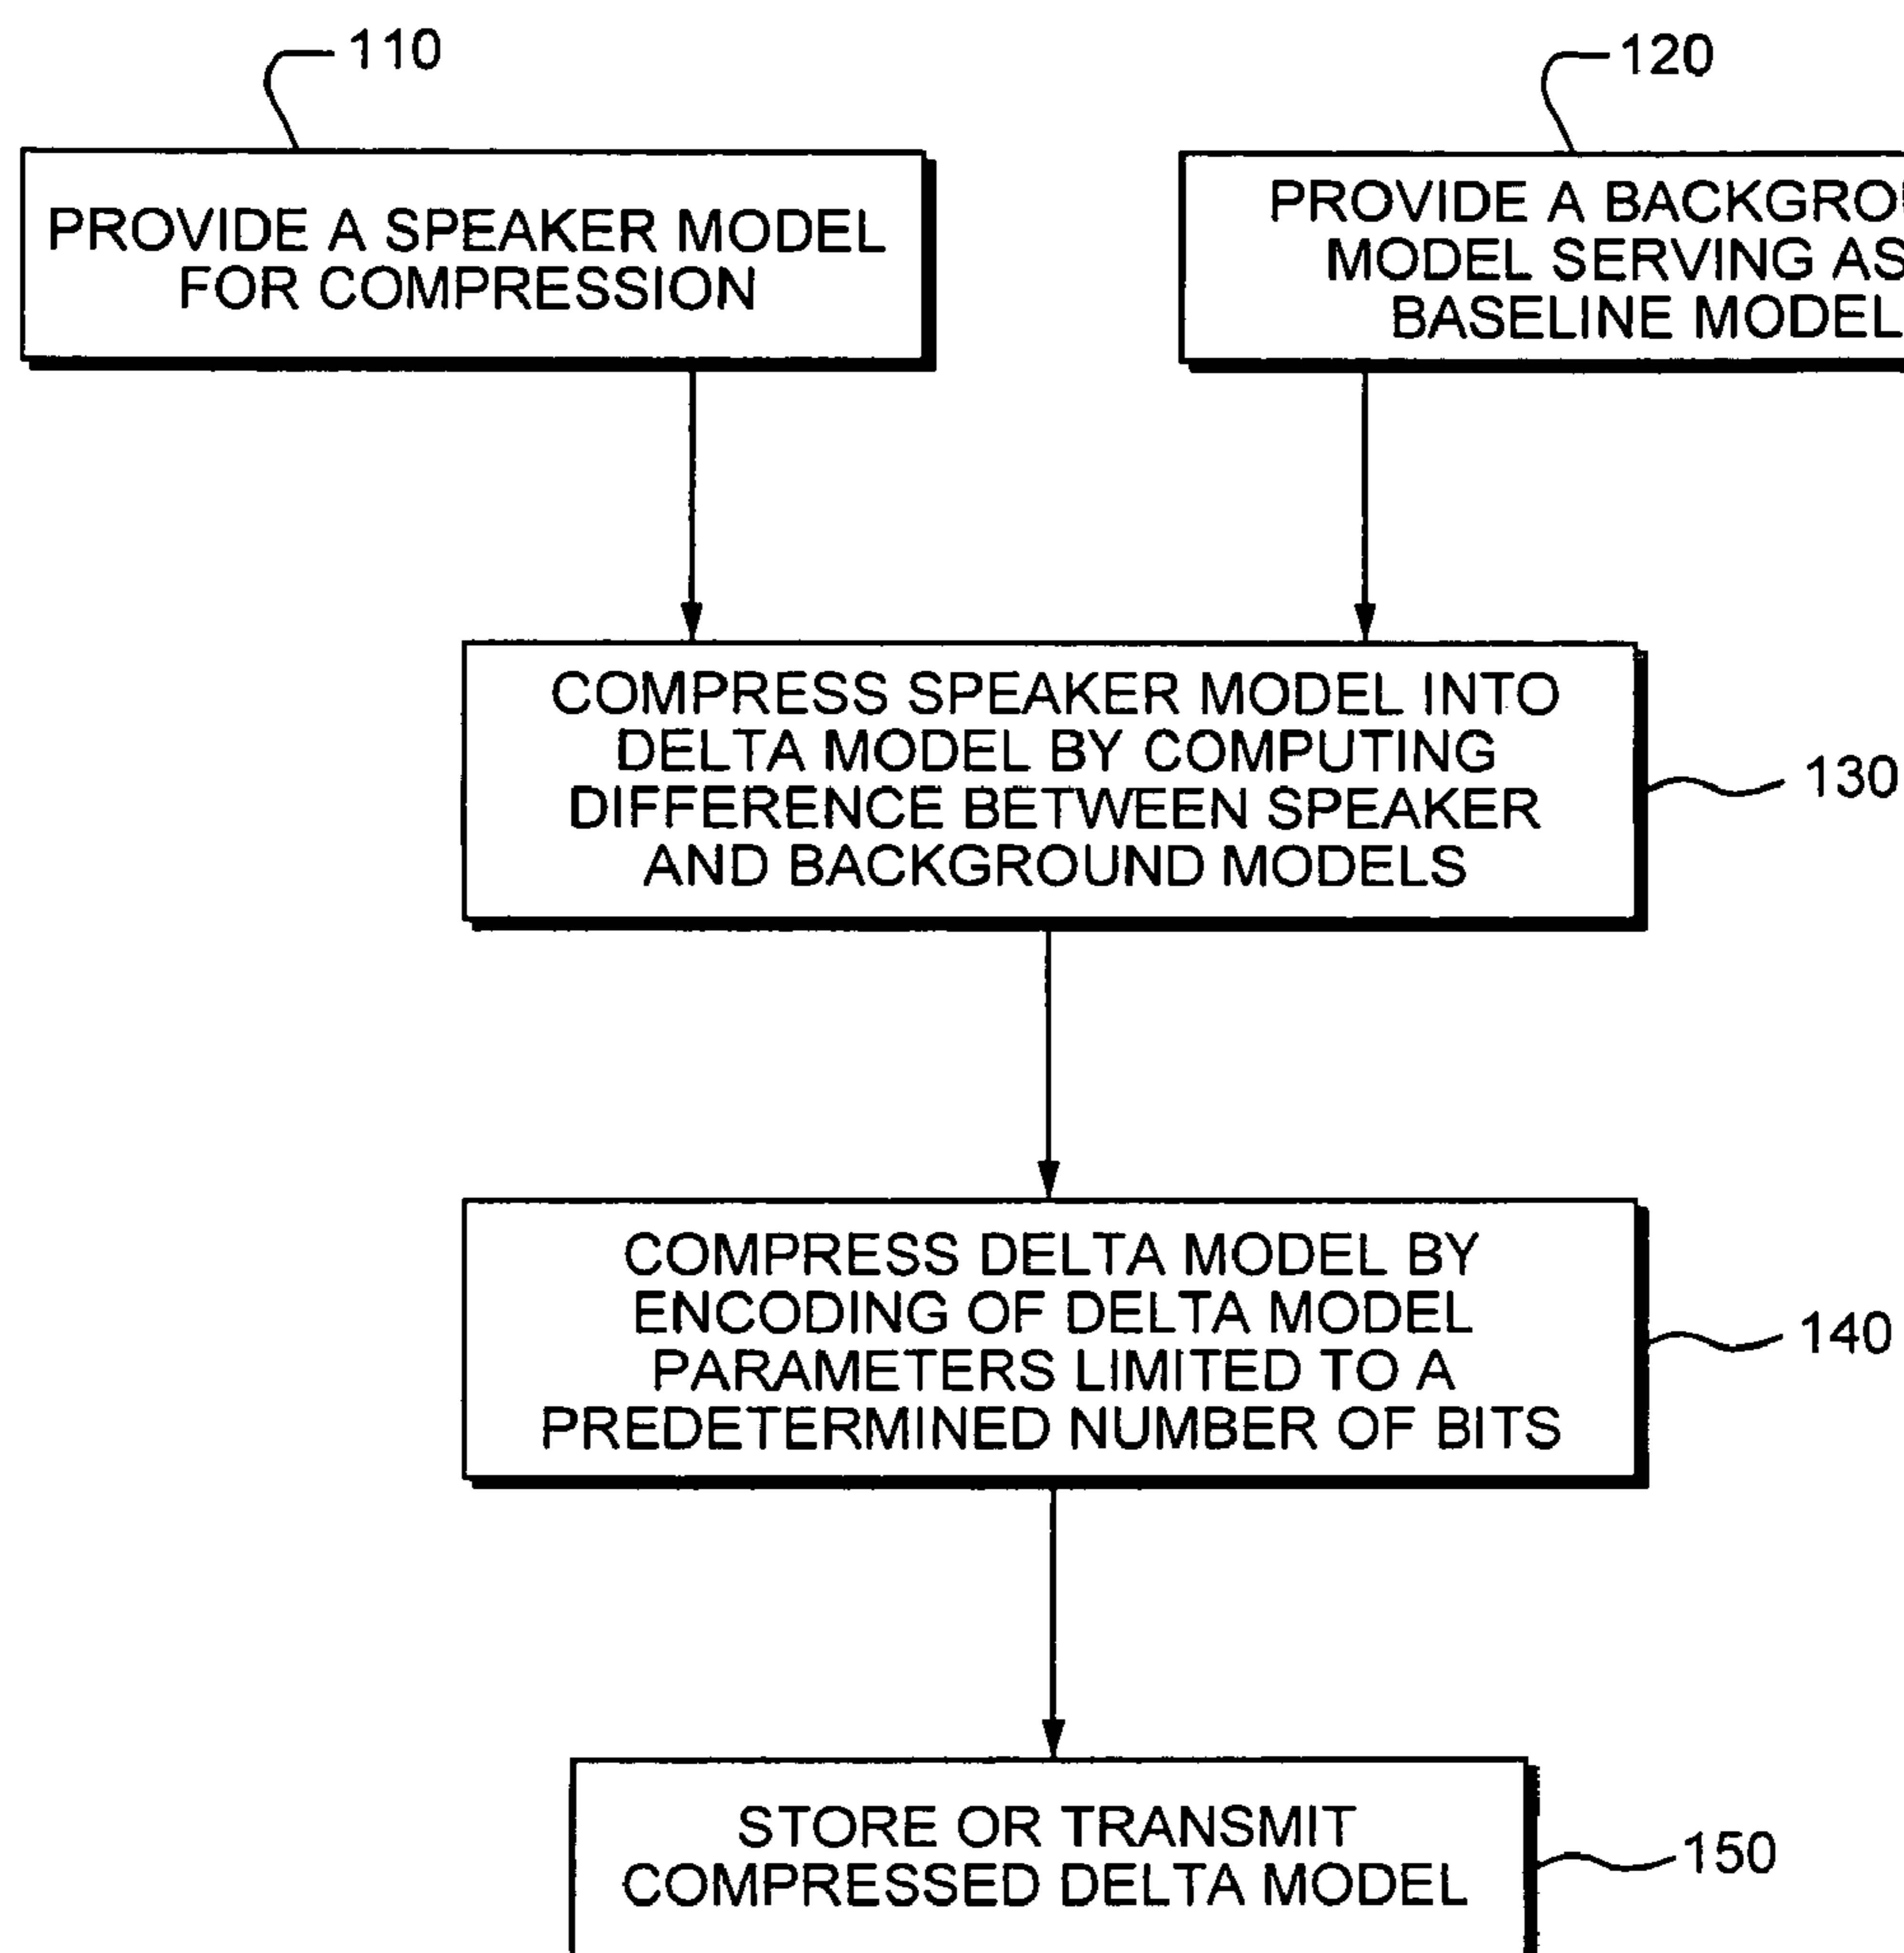 110
120
PROVIDE A SPEAKER MODEL
FOR COMPRESSION
PROVIDE A
MODEL SERVING AS
BASELINE MODEL
COMPRESS SPEAKER MODEL INTO
DELTA MODEL BY COMPUTING
DIFFERENCE BETWEEN SPEAKER
AND BACKGROUND MODELS
130
COMPRESS DELTA MODEL BY
ENCODING OF DELTA MODEL
PARAMETERS LIMITED TO A
PREDETERMINED NUMBER OF BITS
140
STORE OR TRANSMIT
COMPRESSED DELTA MODEL
150